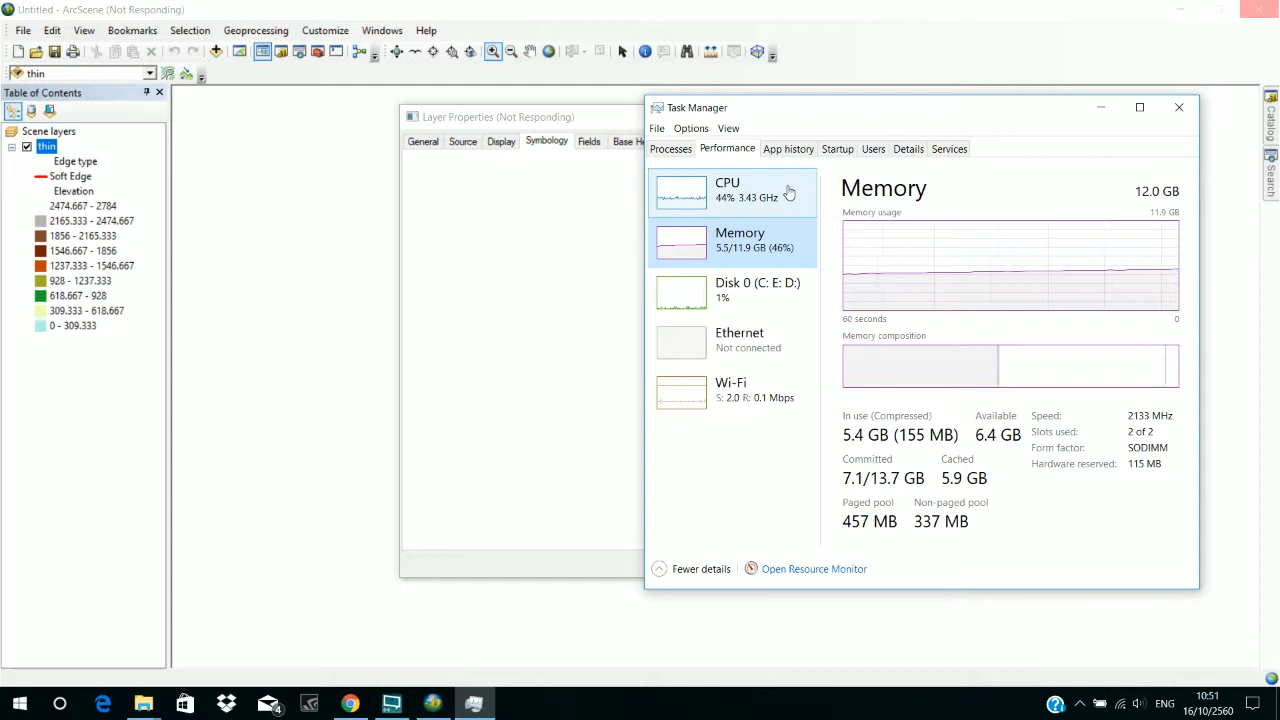 Untitled - ArcScene (Not Responding)
File Edit View Bookmarks Selection Geoprocessing Customize Windows Help
thin
Table of Contents
Scene layers
thin
Edge type
Soft Edge
Elevation
2474.667 - 2784
2165.333 - 2474.667
1856 - 2165.333
1546.667 - 1856
1237.333 - 1546.667
928 - 1237.333
618.667 - 928
309.333 - 618.667
0 - 309.333
Layer Properties (Not Responding)
General Source Display Symbology Fields Base He
Task Manager
File Options View
Processes Performance App history Startup Users Details Services
CPU
44% 3.43 GHz
Memory
5.5/11.9 GB (46%)
Disk 0 (C: E: D:)
1%
Ethernet
Not connected
Wi-Fi
S: 2.0 R: 0.1 Mbps
Memory 12.0 GB
Memory usage 11.9 GB
60 seconds 0
Memory composition
In use (Compressed) Available
5.4 GB (155 MB) 6.4 GB
Committed Cached
7.1/13.7 GB 5.9 GB
Paged pool Non-paged pool
457 MB 337 MB
Speed: 2133 MHz
Slots used: 2 of 2
Form factor: SODIMM
Hardware reserved: 115 MB
Fewer details Open Resource Monitor
Catalog
Search
4
ENG
10:51
16/10/2560